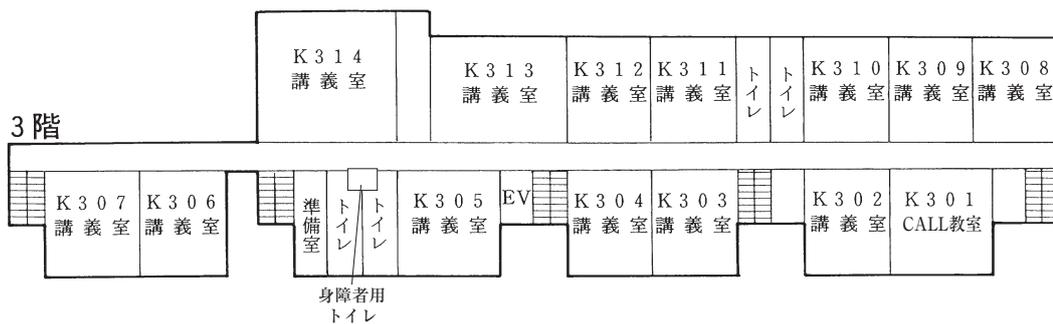 3階
K314
講義室
K313
講義室
K312
講義室
K311
講義室
トイレ
トイレ
K310
講義室
K309
講義室
K308
講義室
K307
講義室
K306
講義室
準備室
トイレ
トイレ
K305
講義室
EV
K304
講義室
K303
講義室
K302
講義室
K301
CALL教室
身障者用
トイレ